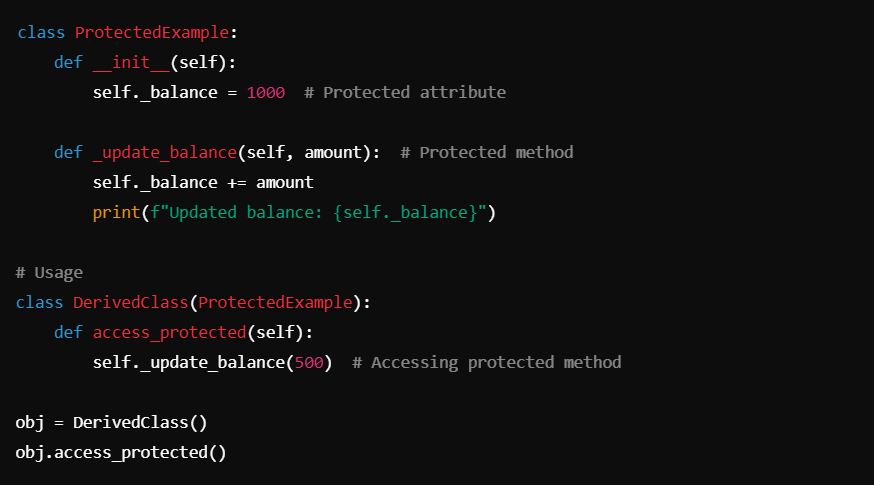 class ProtectedExample:
    def __init__(self):
        self._balance = 1000  # Protected attribute

    def _update_balance(self, amount):  # Protected method
        self._balance += amount
        print(f"Updated balance: {self._balance}")

# Usage
class DerivedClass(ProtectedExample):
    def access_protected(self):
        self._update_balance(500)  # Accessing protected method

obj = DerivedClass()
obj.access_protected()